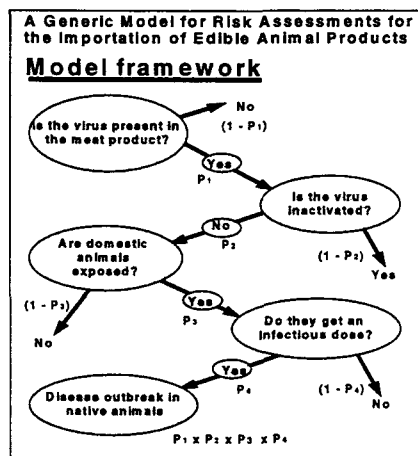 A Generic Model for Risk Assessments for
the Importation of Edible Animal Products
Model framework
Is the virus present in
the meat product?
No
(1 - P₁)
Yes
P₁
Is the virus
inactivated?
No
P₂
(1 - P₂)
Yes
Are domestic
animals
exposed?
(1 - P₃)
No
Yes
P₃
Do they get an
infectious dose?
Yes
P₄
(1 - P₄)
No
Disease outbreak in
native animals
P₁ x P₂ x P₃ x P₄